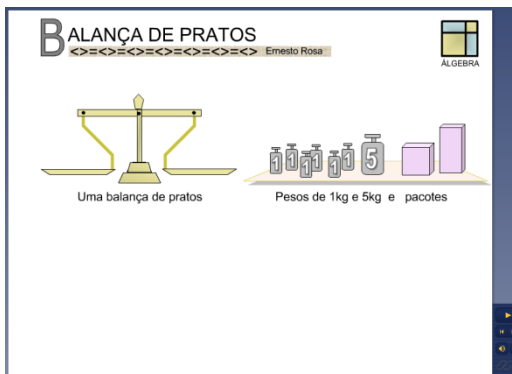 BALANÇA DE PRATOS
<>=<>=<>=<>=<>=<>=<> Ernesto Rosa
ÁLGEBRA
1 1 1 1 1 1 5
Uma balança de pratos
Pesos de 1kg e 5kg e pacotes